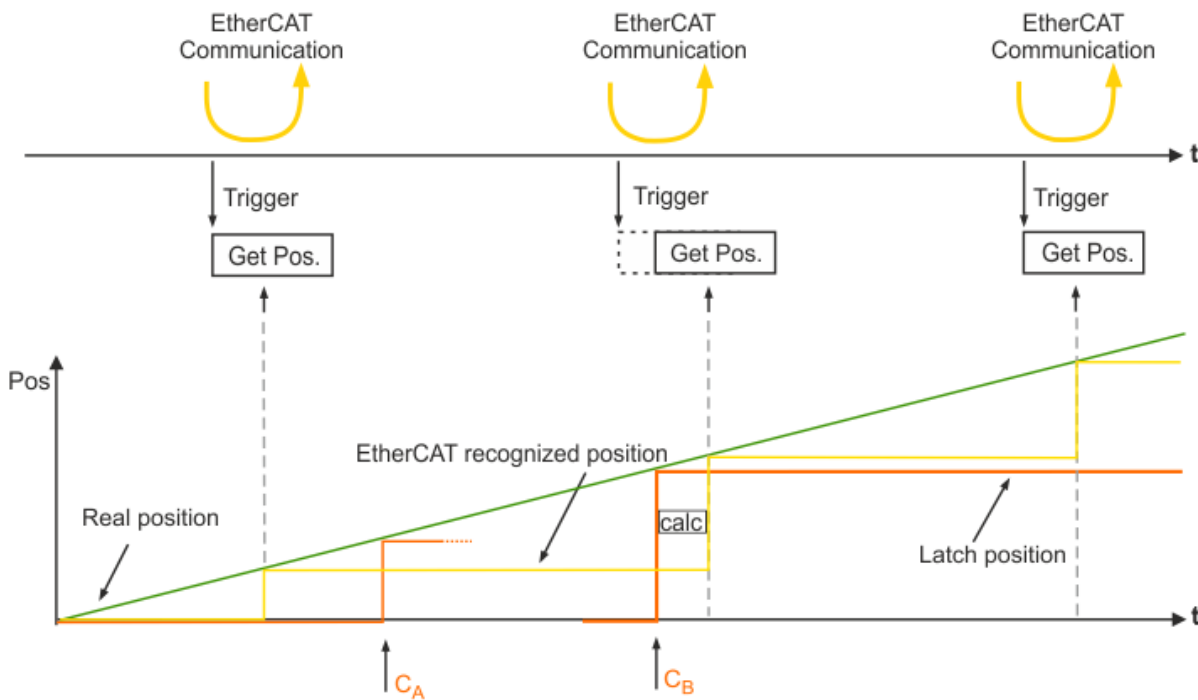 EtherCAT
Communication
EtherCAT
Communication
EtherCAT
Communication
t
Trigger
Trigger
Trigger
Get Pos.
Get Pos.
Get Pos.
Pos
EtherCAT recognized position
Real position
calc
Latch position
t
CA
CB